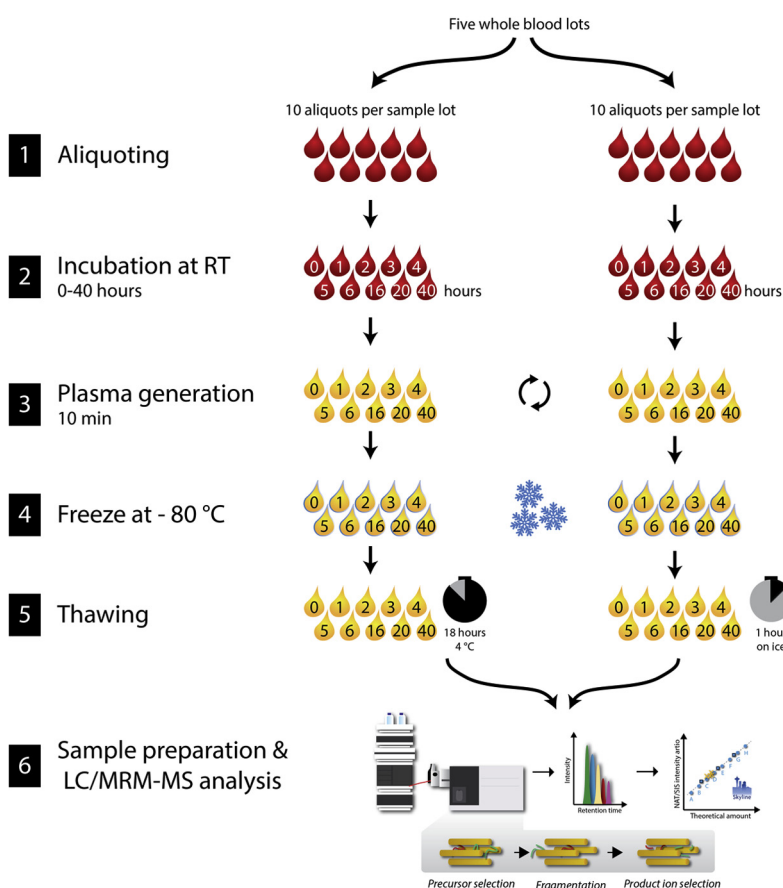 Five whole blood lots
10 aliquots per sample lot
10 aliquots per sample lot
1
Aliquoting
2
Incubation at RT
0-40 hours
0 1 2 3 4
5 6 16 20 40 hours
0 1 2 3 4
5 6 16 20 40 hours
3
Plasma generation
10 min
0 1 2 3 4
5 6 16 20 40
0 1 2 3 4
5 6 16 20 40
4
Freeze at - 80 °C
0 1 2 3 4
5 6 16 20 40
0 1 2 3 4
5 6 16 20 40
5
Thawing
0 1 2 3 4
5 6 16 20 40
18 hours
4 °C
0 1 2 3 4
5 6 16 20 40
1 hou
on ice
6
Sample preparation &
LC/MRM-MS analysis
Intensity
Retention time
NAT/SIS intensity artio
A B C D E F G H
Skyline
Theoretical amount
Precursor selection
Fragmentation
Product ion selection